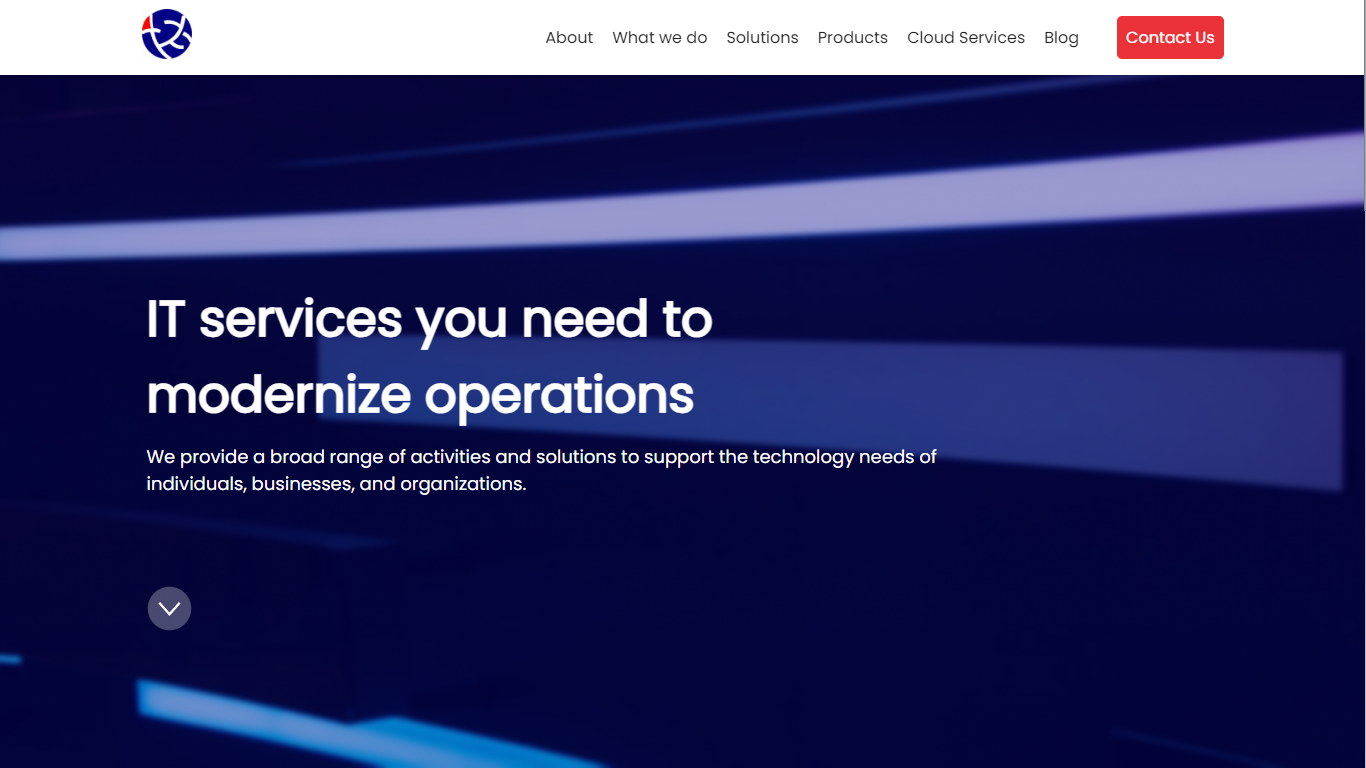 About What we do Solutions Products Cloud Services Blog Contact Us
IT services you need to
modernize operations
We provide a broad range of activities and solutions to support the technology needs of
individuals, businesses, and organizations.